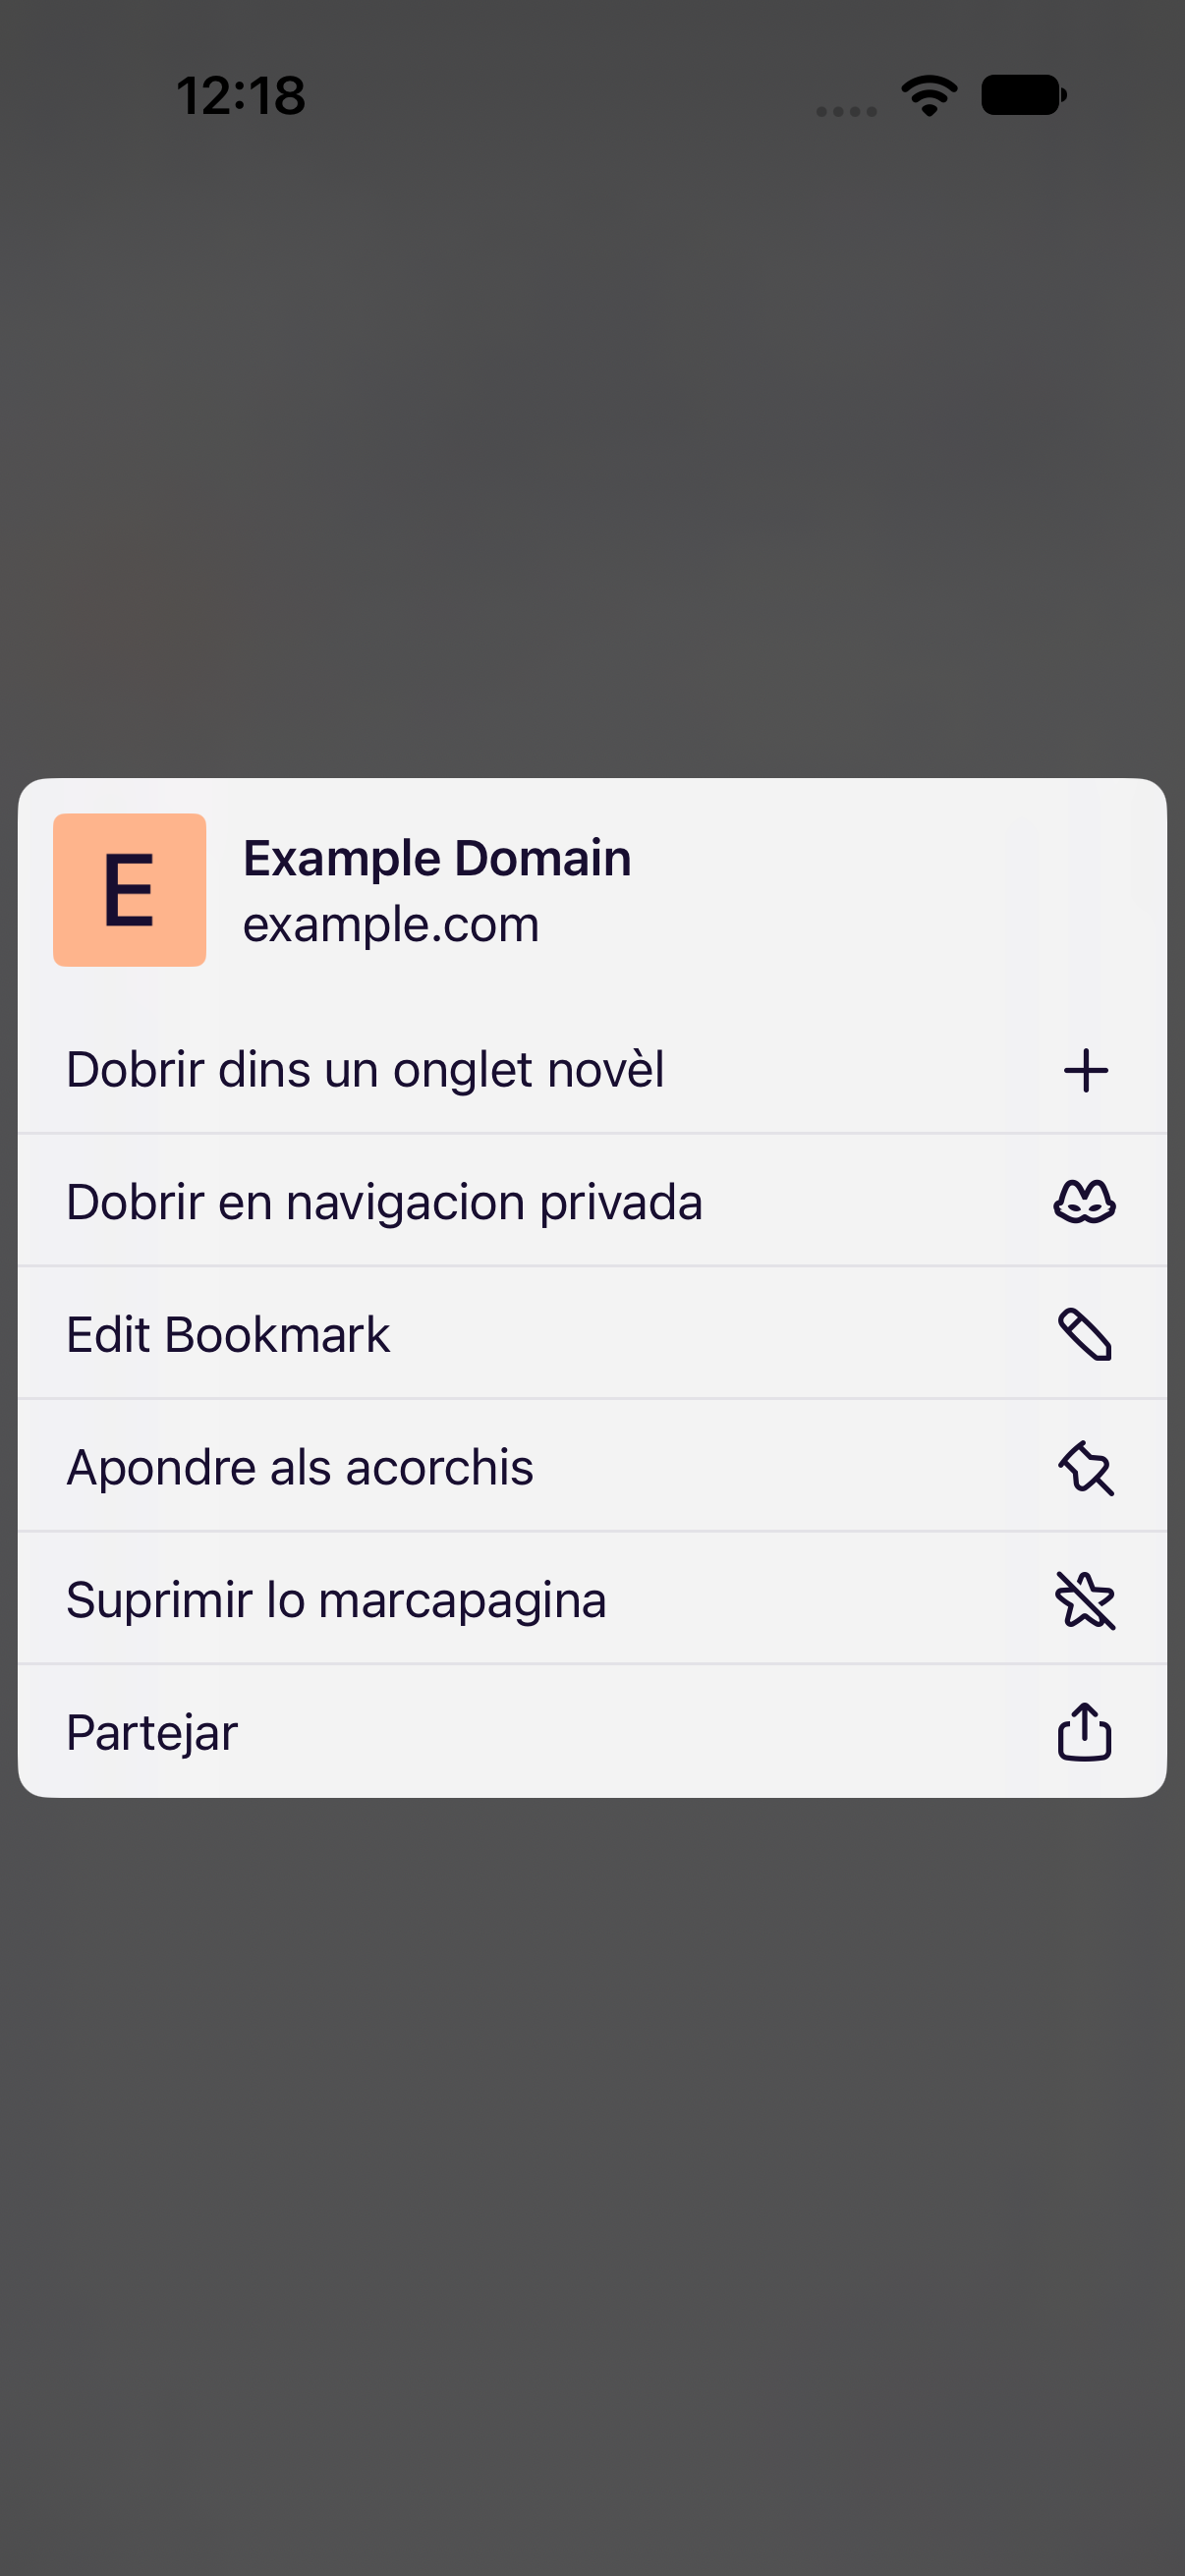 12:18
E
Example Domain
example.com
Dobrir dins un onglet novèl
Dobrir en navigacion privada
Edit Bookmark
Apondre als acorchis
Suprimir lo marcapagina
Partejar